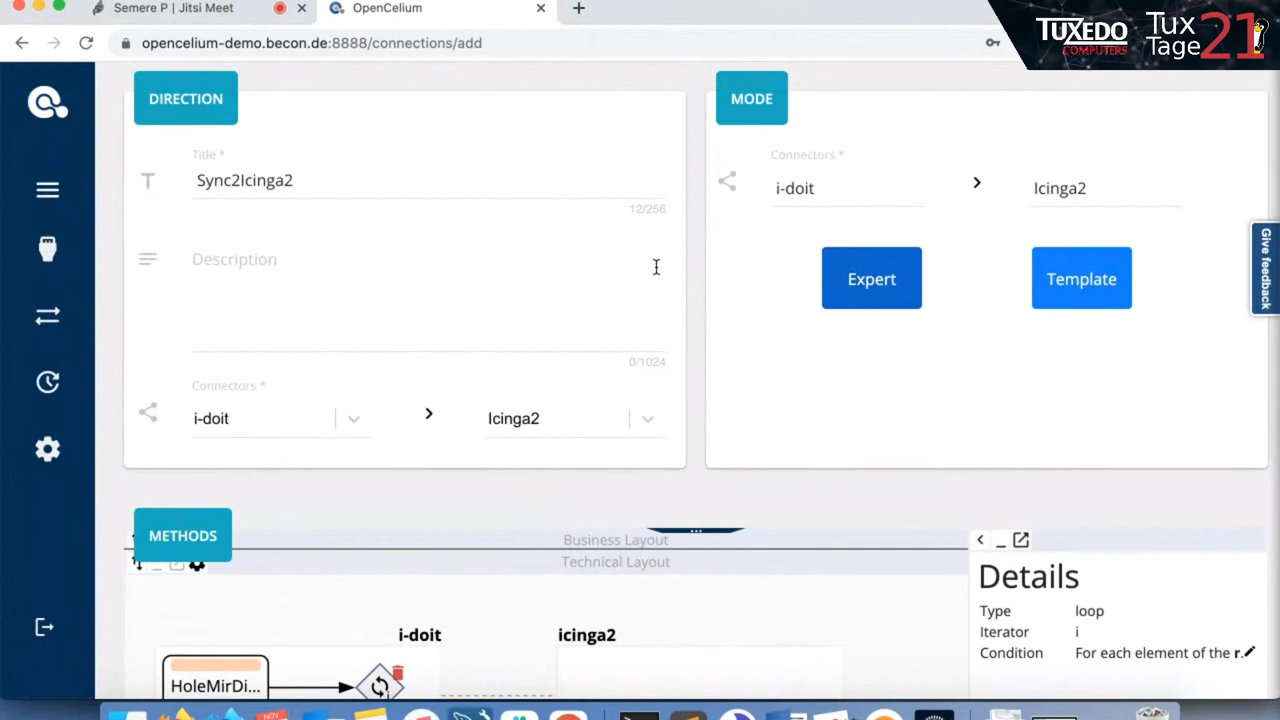 Semere P | Jitsi Meet
OpenCelium
opencelium-demo.becon.de:8888/connections/add
TUXEDO
COMPUTERS
Tux
Tage
21
DIRECTION
Title *
Sync2Icinga2
12/256
Description
0/1024
Connectors *
i-doit
Icinga2
MODE
Connectors *
i-doit
Icinga2
Expert
Template
Give feedback
METHODS
Business Layout
Technical Layout
i-doit
icinga2
HoleMirDi...
Details
Type
loop
Iterator
i
Condition
For each element of the r.
NOV